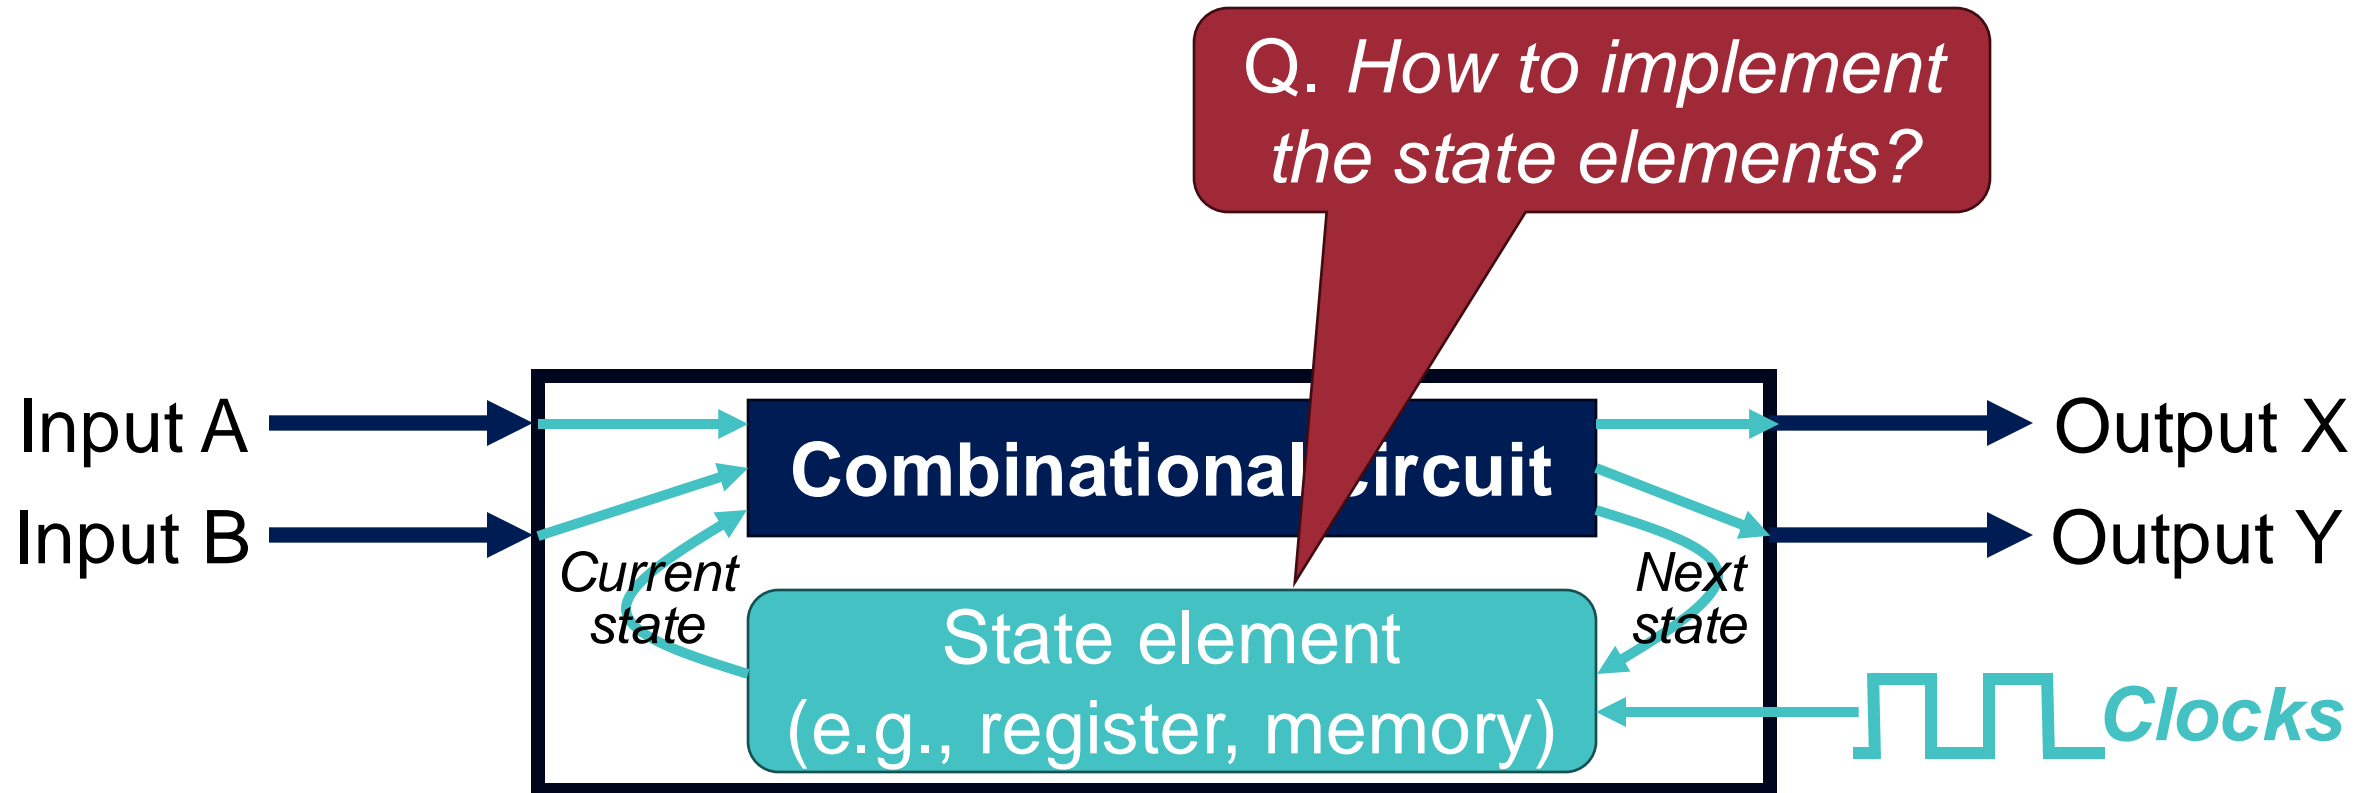 Q. How to implement
the state elements?
Input A
Input B
Combinational circuit
Current
state
State element
(e.g., register, memory)
Next
state
Output X
Output Y
Clocks